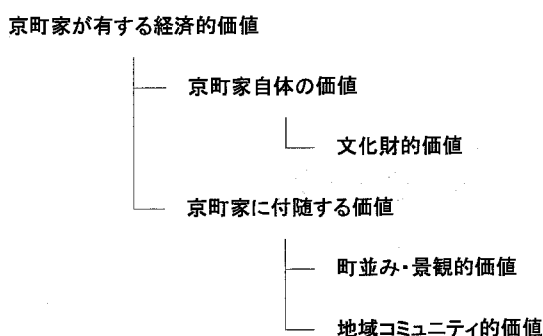 京町家が有する経済的価値
京町家自体の価値
文化財的価値
京町家に付随する価値
町並み・景観的価値
地域コミュニティ的価値